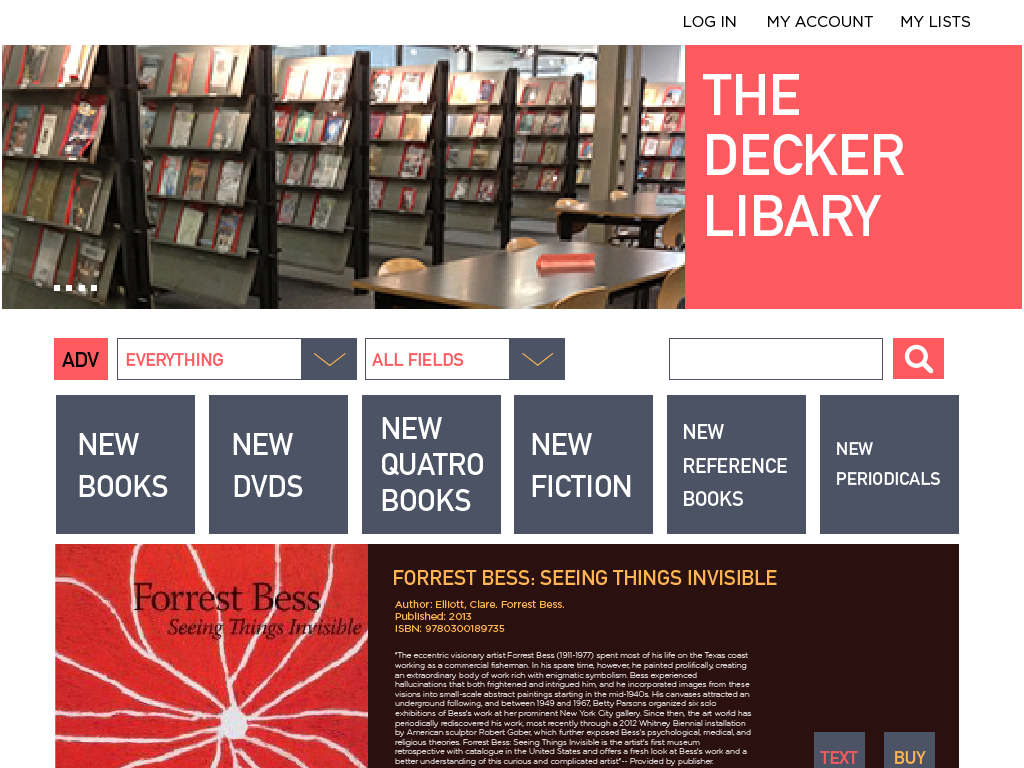 LOG IN MY ACCOUNT MY LISTS
THE
DECKER
LIBARY
ADV EVERYTHING ALL FIELDS
NEW
BOOKS
NEW
DVDS
NEW
QUATRO
BOOKS
NEW
FICTION
NEW
REFERENCE
BOOKS
NEW
PERIODICALS
Forrest Bess
Seeing Things Invisible
FORREST BESS: SEEING THINGS INVISIBLE
Author: Elliott, Clare. Forrest Bess.
Published: 2013
ISBN: 9780300189735
"The eccentric visionary artist Forrest Bess (1911-1977) spent most of his life on the Texas coast
working as a commercial fisherman. In his spare time, however, he painted prolifically, creating
an extraordinary body of work rich with enigmatic symbolism. Bess experienced
hallucinations that both frightened and intrigued him, and he incorporated images from these
visions into small-scale abstract paintings starting in the mid-1940s. His canvases attracted an
underground following, and between 1949 and 1967, Betty Parsons organized six solo
exhibitions of Bess's work at her prominent New York City gallery. Since then, the art world has
periodically rediscovered his work, most recently through a 2012 Whitney Biennial installation
by American sculptor Robert Gober, which further exposed Bess's psychological, medical, and
religious theories. Forrest Bess: Seeing Things Invisible is the artist's first museum
retrospective with catalogue in the United States and offers a fresh look at Bess's work and a
better understanding of this curious and complicated artist"-- Provided by publisher.
TEXT BUY